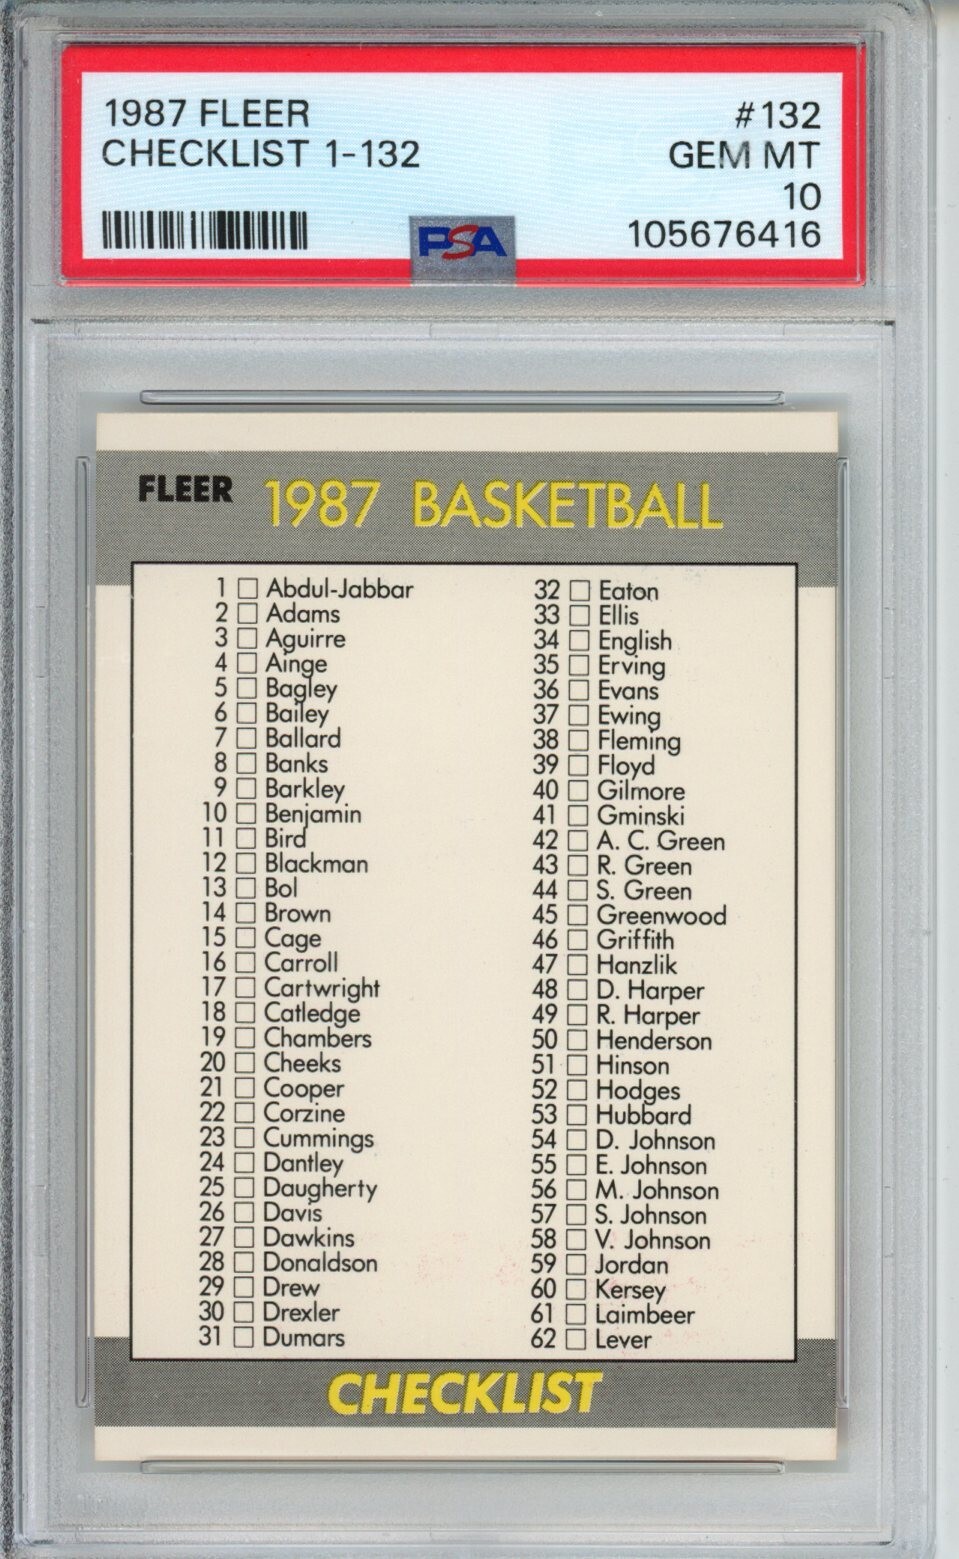 1987 FLEER #132
CHECKLIST 1-132 GEM MT
10
PSA 105676416
FLEER 1987 BASKETBALL
1 Abdul-Jabbar
2 Adams
3 Aguirre
4 Ainge
5 Bagley
6 Bailey
7 Ballard
8 Banks
9 Barkley
10 Benjamin
11 Bird
12 Blackman
13 Bol
14 Brown
15 Cage
16 Carroll
17 Cartwright
18 Catledge
19 Chambers
20 Cheeks
21 Cooper
22 Corzine
23 Cummings
24 Dantley
25 Daugherty
26 Davis
27 Dawkins
28 Donaldson
29 Drew
30 Drexler
31 Dumars
32 Eaton
33 Ellis
34 English
35 Erving
36 Evans
37 Ewing
38 Fleming
39 Floyd
40 Gilmore
41 Gminski
42 A. C. Green
43 R. Green
44 S. Green
45 Greenwood
46 Griffith
47 Hanzlik
48 D. Harper
49 R. Harper
50 Henderson
51 Hinson
52 Hodges
53 Hubbard
54 D. Johnson
55 E. Johnson
56 M. Johnson
57 S. Johnson
58 V. Johnson
59 Jordan
60 Kersey
61 Laimbeer
62 Lever
CHECKLIST